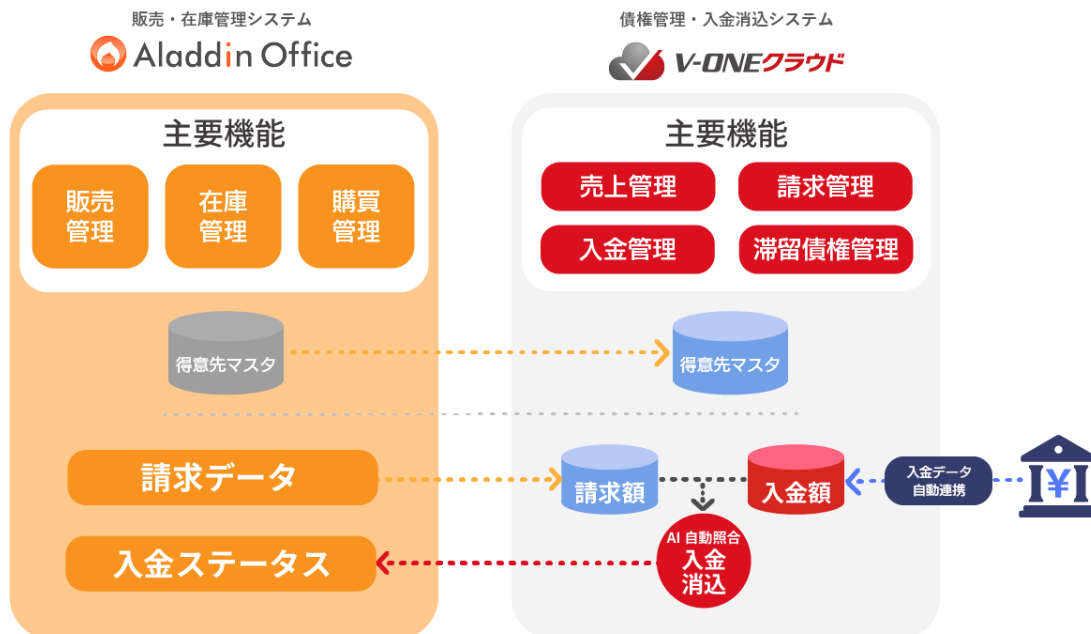 販売・在庫管理システム
Aladdin Office
主要機能
販売
管理
在庫
管理
購買
管理
得意先マスタ
請求データ
入金ステータス
債権管理・入金消込システム
V-ONEクラウド
主要機能
売上管理
請求管理
入金管理
滞留債権管理
得意先マスタ
請求額
入金額
AI 自動照合
入金
消込
入金データ
自動連携
¥